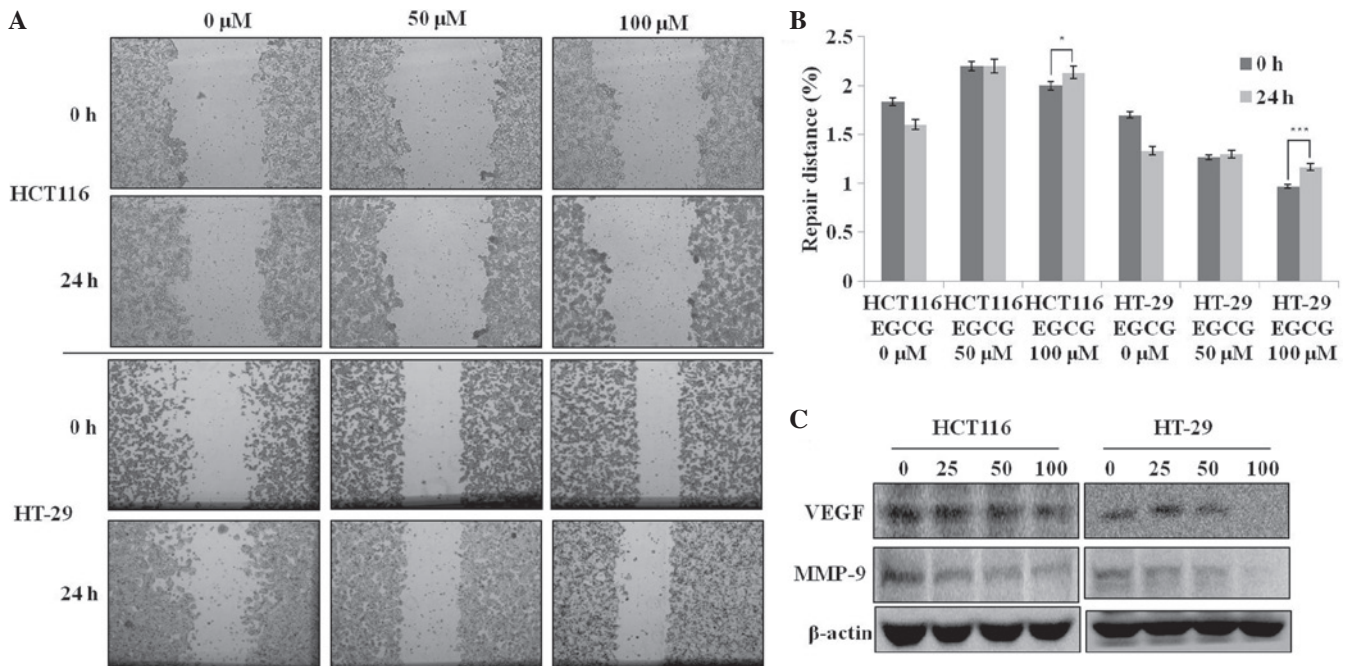 A
0 μM
50 μM
100 μM
0 h
HCT116
24 h
0 h
HT-29
24 h
B
Repair distance (%)
2.5
2
1.5
1
0.5
0
*
***
0 h
24 h
HCT116 EGCG 0 μM
HCT116 EGCG 50 μM
HCT116 EGCG 100 μM
HT-29 EGCG 0 μM
HT-29 EGCG 50 μM
HT-29 EGCG 100 μM
C
HCT116
HT-29
0 25 50 100
0 25 50 100
VEGF
MMP-9
β-actin